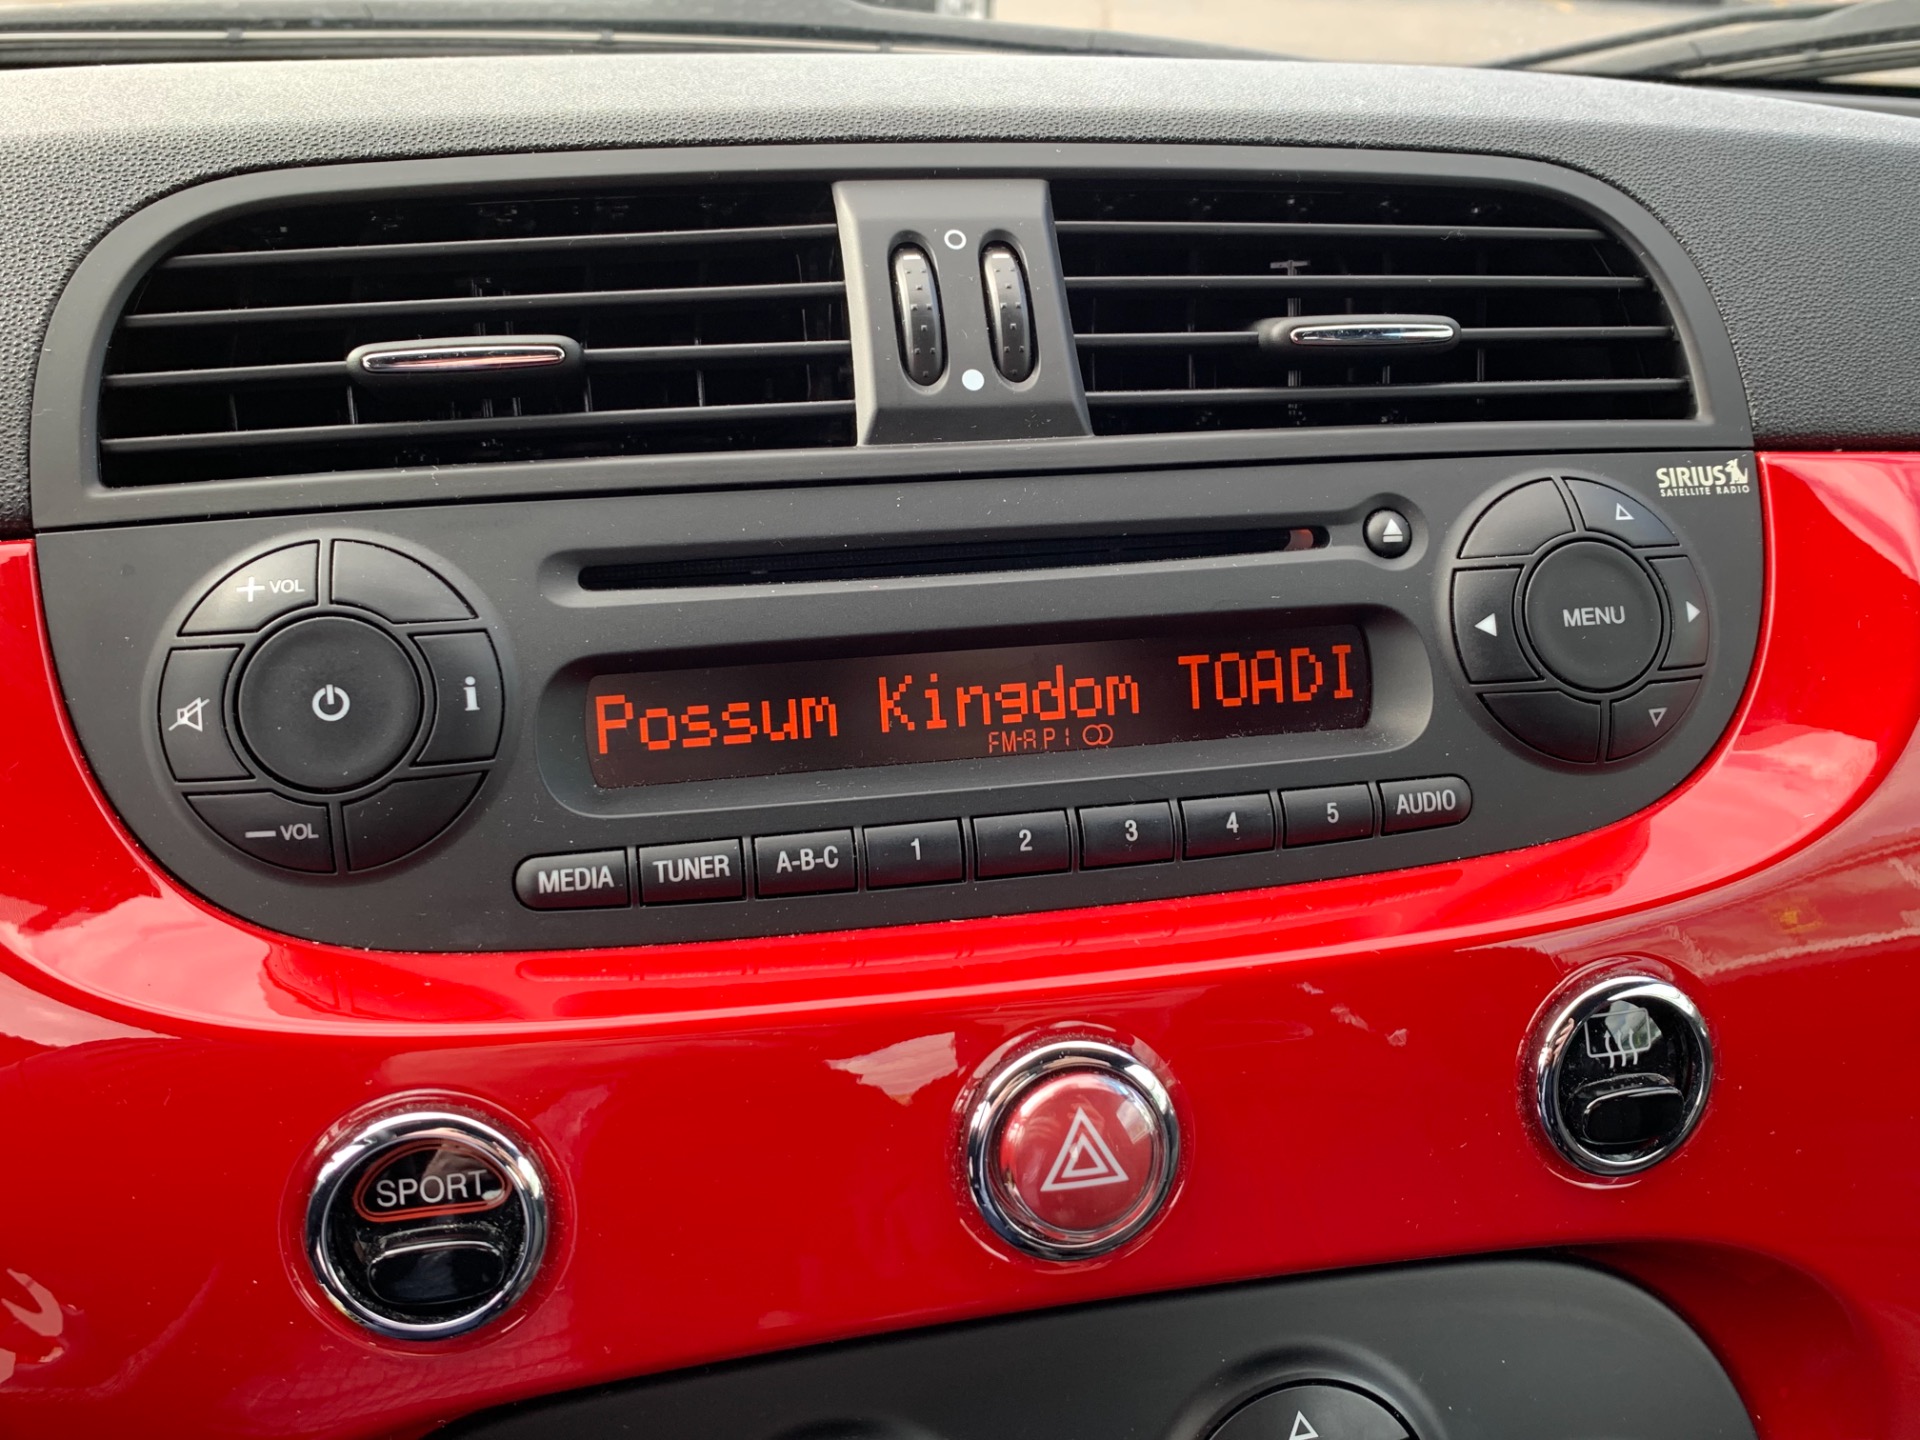 SIRIUS
SATELLITE RADIO
+ VOL
i
- VOL
MENU
Possum Kingdom TOADI
FM-A P1
MEDIA TUNER A-B-C 1 2 3 4 5 AUDIO
SPORT